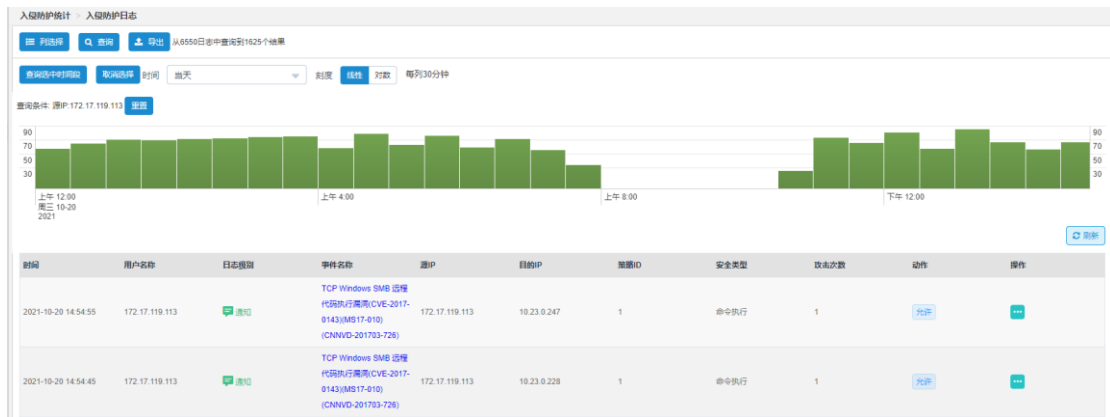 入侵防护统计 > 入侵防护日志
列选择 查询 导出 从6550日志中查询到1625个结果
查询选中时间段 取消选择 时间 当天 刻度 线性 对数 每列30分钟
查询条件: 源IP:172.17.119.113 重置
90 90
70 70
50 50
30 30
上午 12:00 上午 4:00 上午 8:00 下午 12:00
周三 10-20
2021
刷新
时间 用户名称 日志级别 事件名称 源IP 目的IP 策略ID 安全类型 攻击次数 动作 操作
TCP Windows SMB 远程
代码执行漏洞(CVE-2017-
2021-10-20 14:54:55 172.17.119.113 通知 0143)(MS17-010) 172.17.119.113 10.23.0.247 1 命令执行 1 允许
(CNNVD-201703-726)
TCP Windows SMB 远程
代码执行漏洞(CVE-2017-
2021-10-20 14:54:45 172.17.119.113 通知 0143)(MS17-010) 172.17.119.113 10.23.0.228 1 命令执行 1 允许
(CNNVD-201703-726)